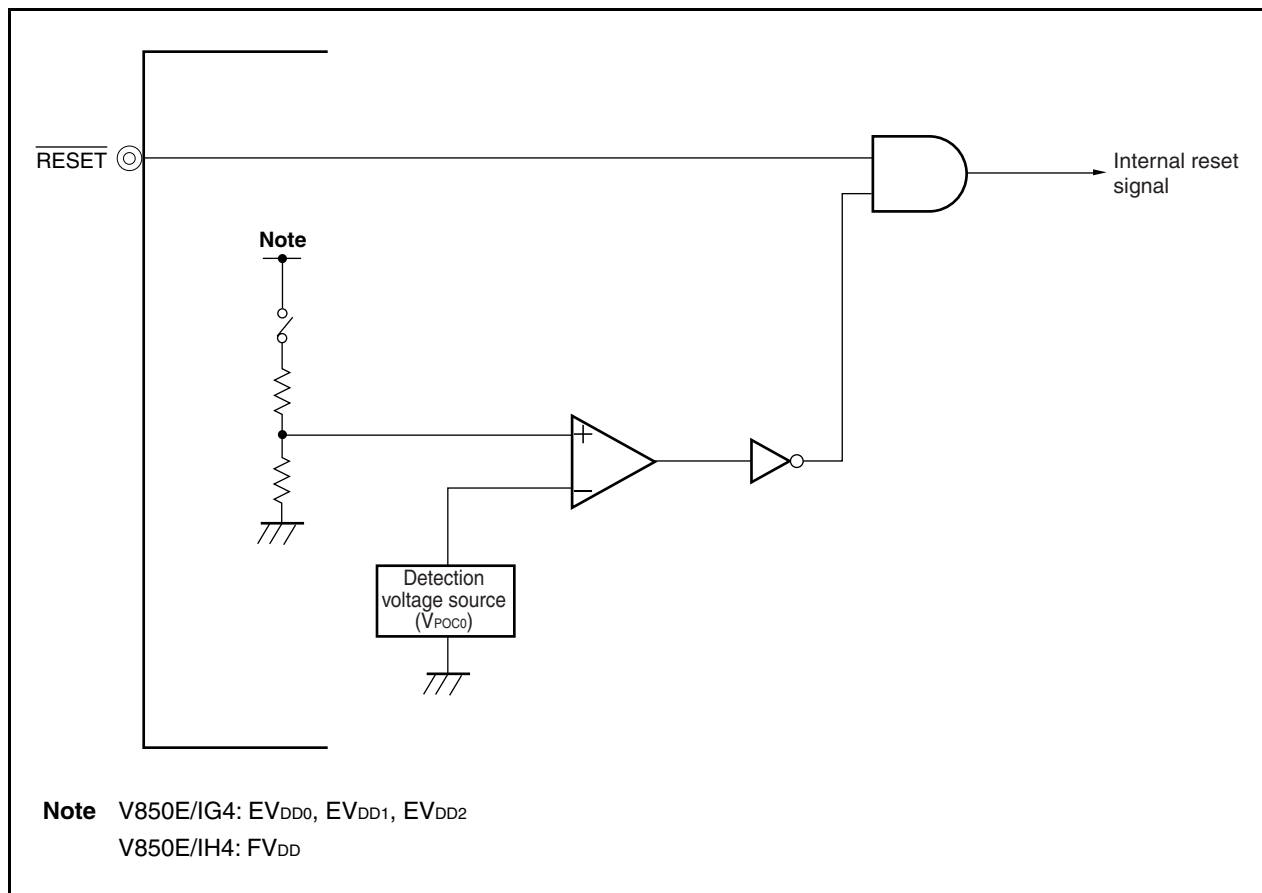 RESET
Internal reset
signal
Note
+
−
Detection
voltage source
(VPOC0)
Note V850E/IG4: EVDD0, EVDD1, EVDD2
V850E/IH4: FVDD